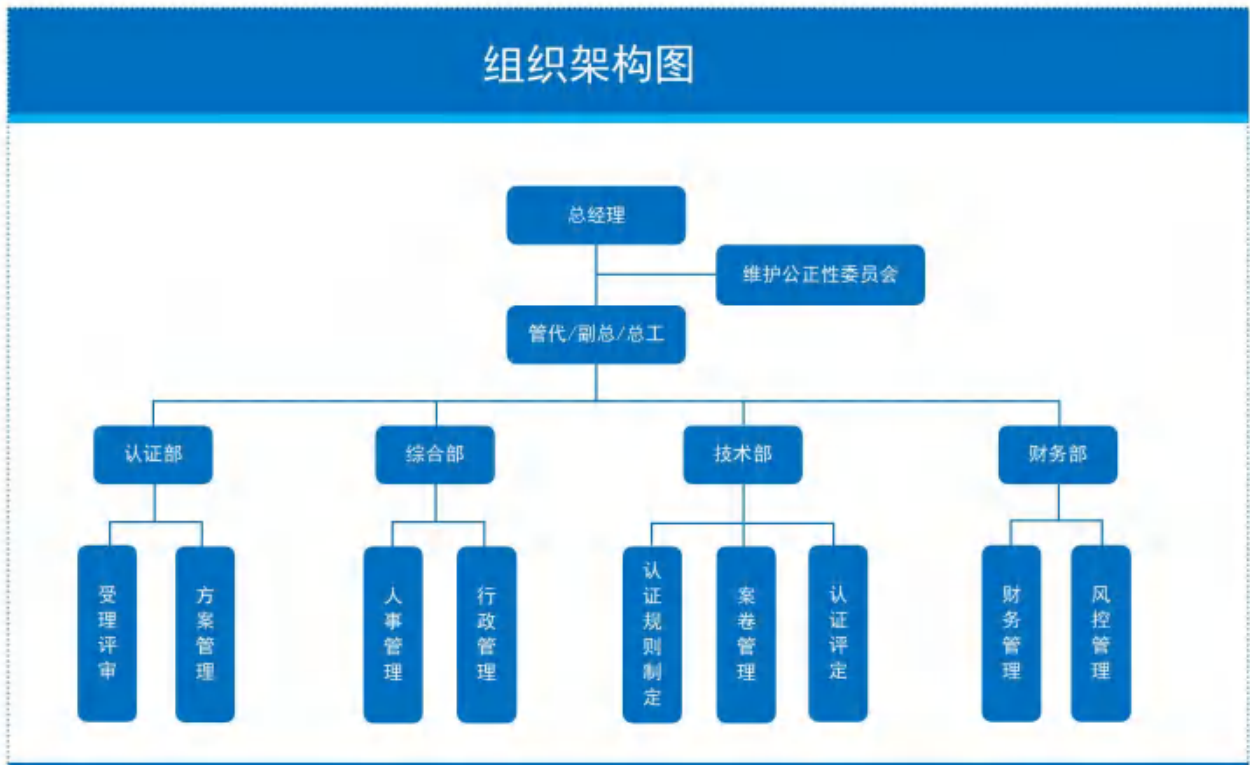 组织架构图
总经理
维护公正性委员会
管代/副总/总工
认证部
综合部
技术部
财务部
受理评审
方案管理
人事管理
行政管理
认证规则制定
案卷管理
认证评定
财务管理
风控管理